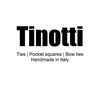 Tinotti
Ties | Pocket squares | Bow ties
Handmade in Italy